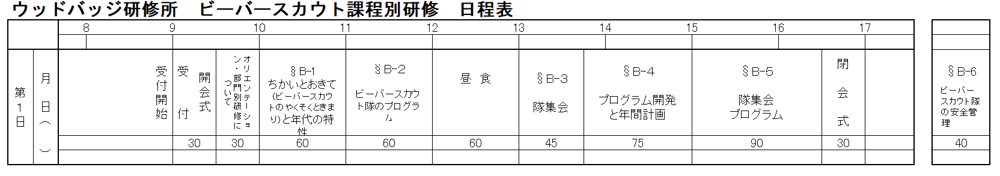 ウッドバッジ研修所　ビーバースカウト課程別研修　日程表
8 9 10 11 12 13 14 15 16 17
第1日
月日（　）
受付開始
受付
開会式
オリエンテーショ
ン・部門別研修に
ついて
§B-1
ちかいとおきて
(ビーバースカウ
トのやくそくときま
り)と年代の特
性
§B-2
ビーバースカウ
ト隊のプログラ
ム
昼 食
§B-3
隊集会
§B-4
プログラム開発
と年間計画
§B-5
隊集会
プログラム
閉会式
§B-6
ビーバー
スカウト隊
の安全管
理
30 30 60 60 60 45 75 90 30 40